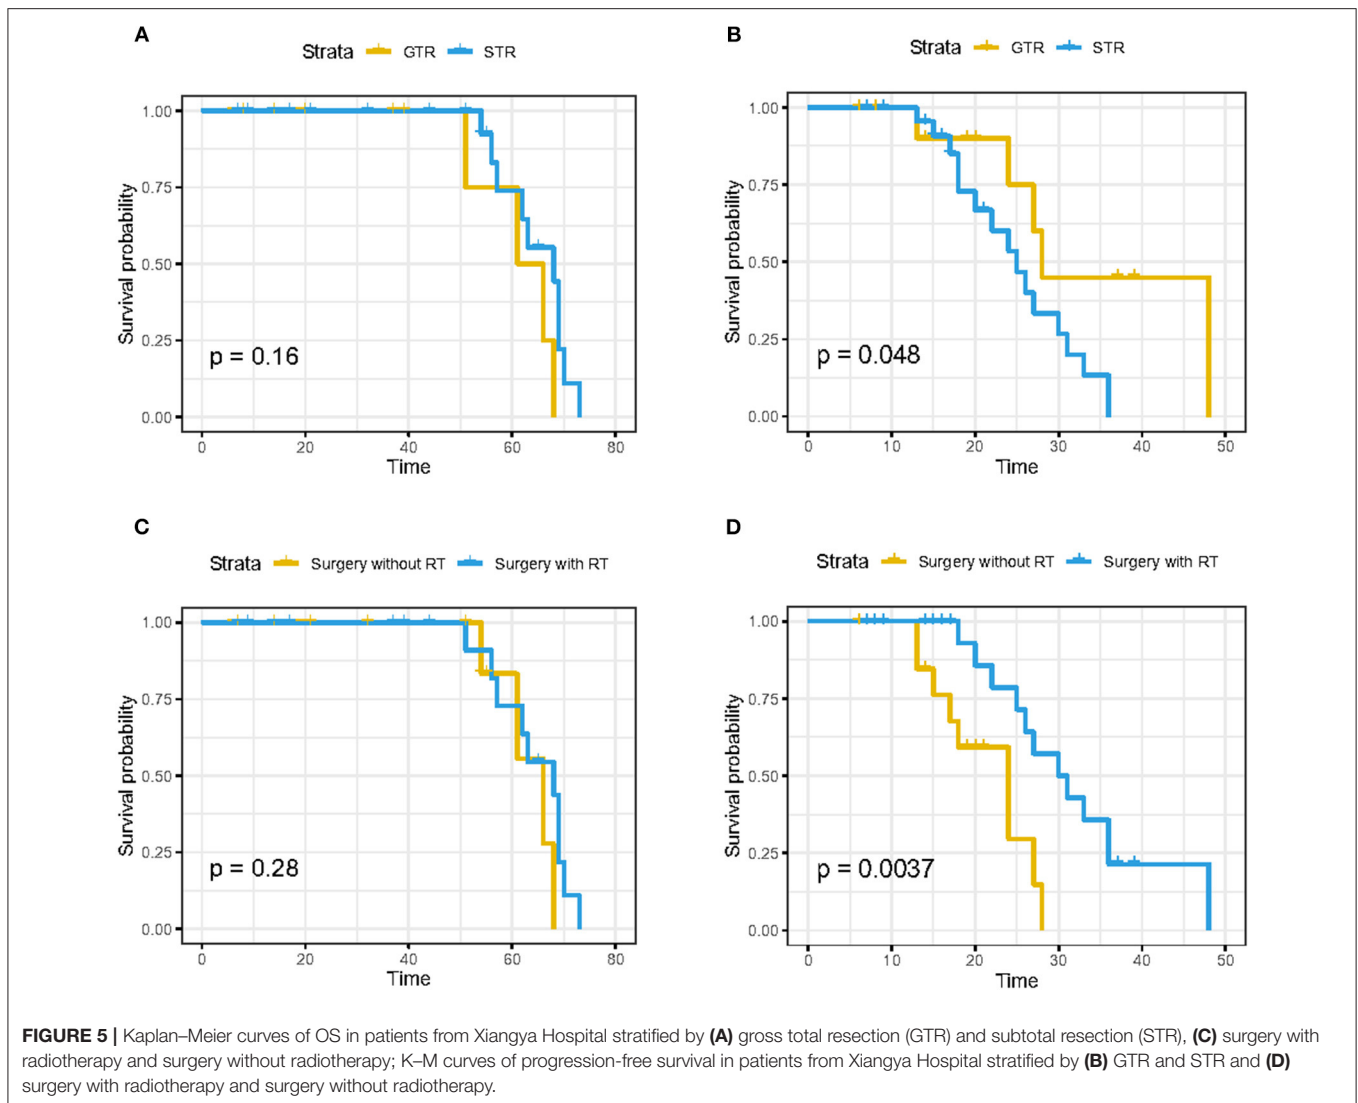 A
Strata GTR STR
Survival probability
1.00
0.75
0.50
0.25
0.00
p = 0.16
0 20 40 60 80
Time
B
Strata GTR STR
Survival probability
1.00
0.75
0.50
0.25
0.00
p = 0.048
0 10 20 30 40 50
Time
C
Strata Surgery without RT Surgery with RT
Survival probability
1.00
0.75
0.50
0.25
0.00
p = 0.28
0 20 40 60 80
Time
D
Strata Surgery without RT Surgery with RT
Survival probability
1.00
0.75
0.50
0.25
0.00
p = 0.0037
0 10 20 30 40 50
Time
FIGURE 5 | Kaplan–Meier curves of OS in patients from Xiangya Hospital stratified by (A) gross total resection (GTR) and subtotal resection (STR), (C) surgery with
radiotherapy and surgery without radiotherapy; K–M curves of progression-free survival in patients from Xiangya Hospital stratified by (B) GTR and STR and (D)
surgery with radiotherapy and surgery without radiotherapy.